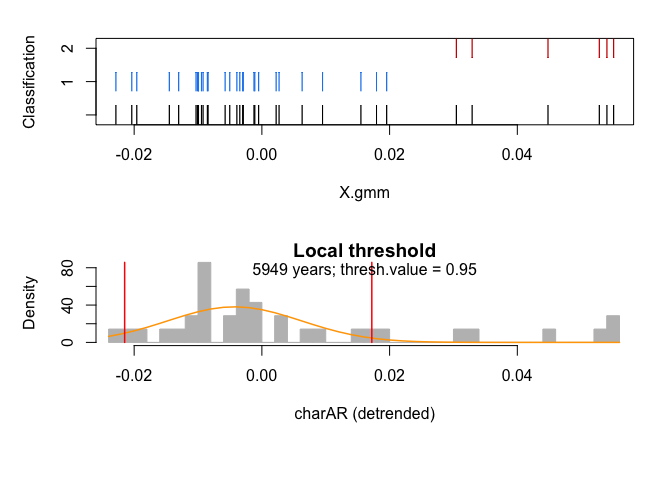 Classification
2
1
-0.02 0.00 0.02 0.04
X.gmm
Local threshold
5949 years; thresh.value = 0.95
Density
80
40
0
-0.02 0.00 0.02 0.04
charAR (detrended)